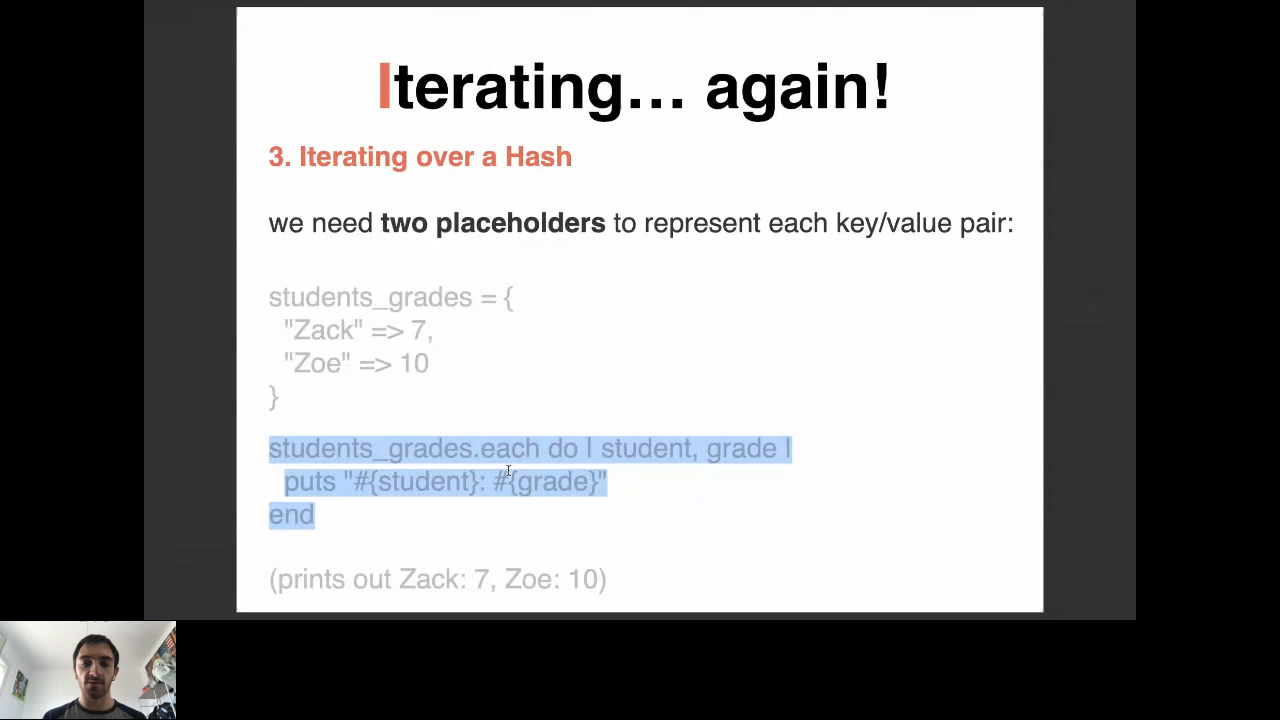 Iterating... again!
3. Iterating over a Hash
we need two placeholders to represent each key/value pair:
students_grades = {
"Zack" => 7,
"Zoe" => 10
}
students_grades.each do | student, grade |
puts "#{student}: #{grade}"
end
(prints out Zack: 7, Zoe: 10)